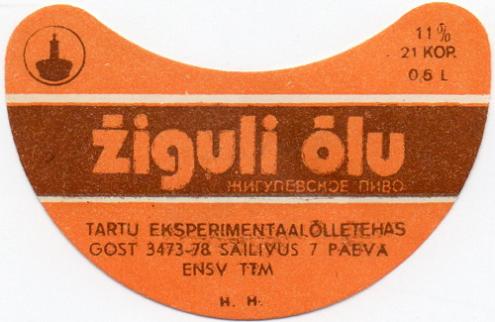 11%
21 KOP.
0,5 L
žiguli õlu
ЖИГУЛЕВСКОЕ ПИВО
TARTU EKSPERIMENTAALÕLLETEHAS
GOST 3473-78 SÄILIVUS 7 PÄEVA
ENSV TTM
H. H.